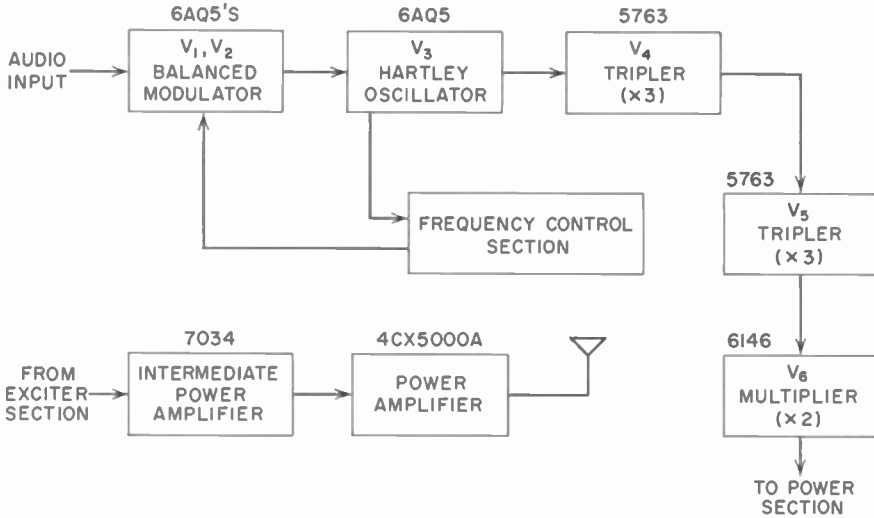 6AQ5'S
V1, V2
BALANCED
MODULATOR
AUDIO
INPUT
6AQ5
V3
HARTLEY
OSCILLATOR
5763
V4
TRIPLER
(×3)
FREQUENCY CONTROL
SECTION
5763
V5
TRIPLER
(×3)
6146
V6
MULTIPLIER
(×2)
TO POWER
SECTION
FROM
EXCITER
SECTION
7034
INTERMEDIATE
POWER
AMPLIFIER
4CX5000A
POWER
AMPLIFIER